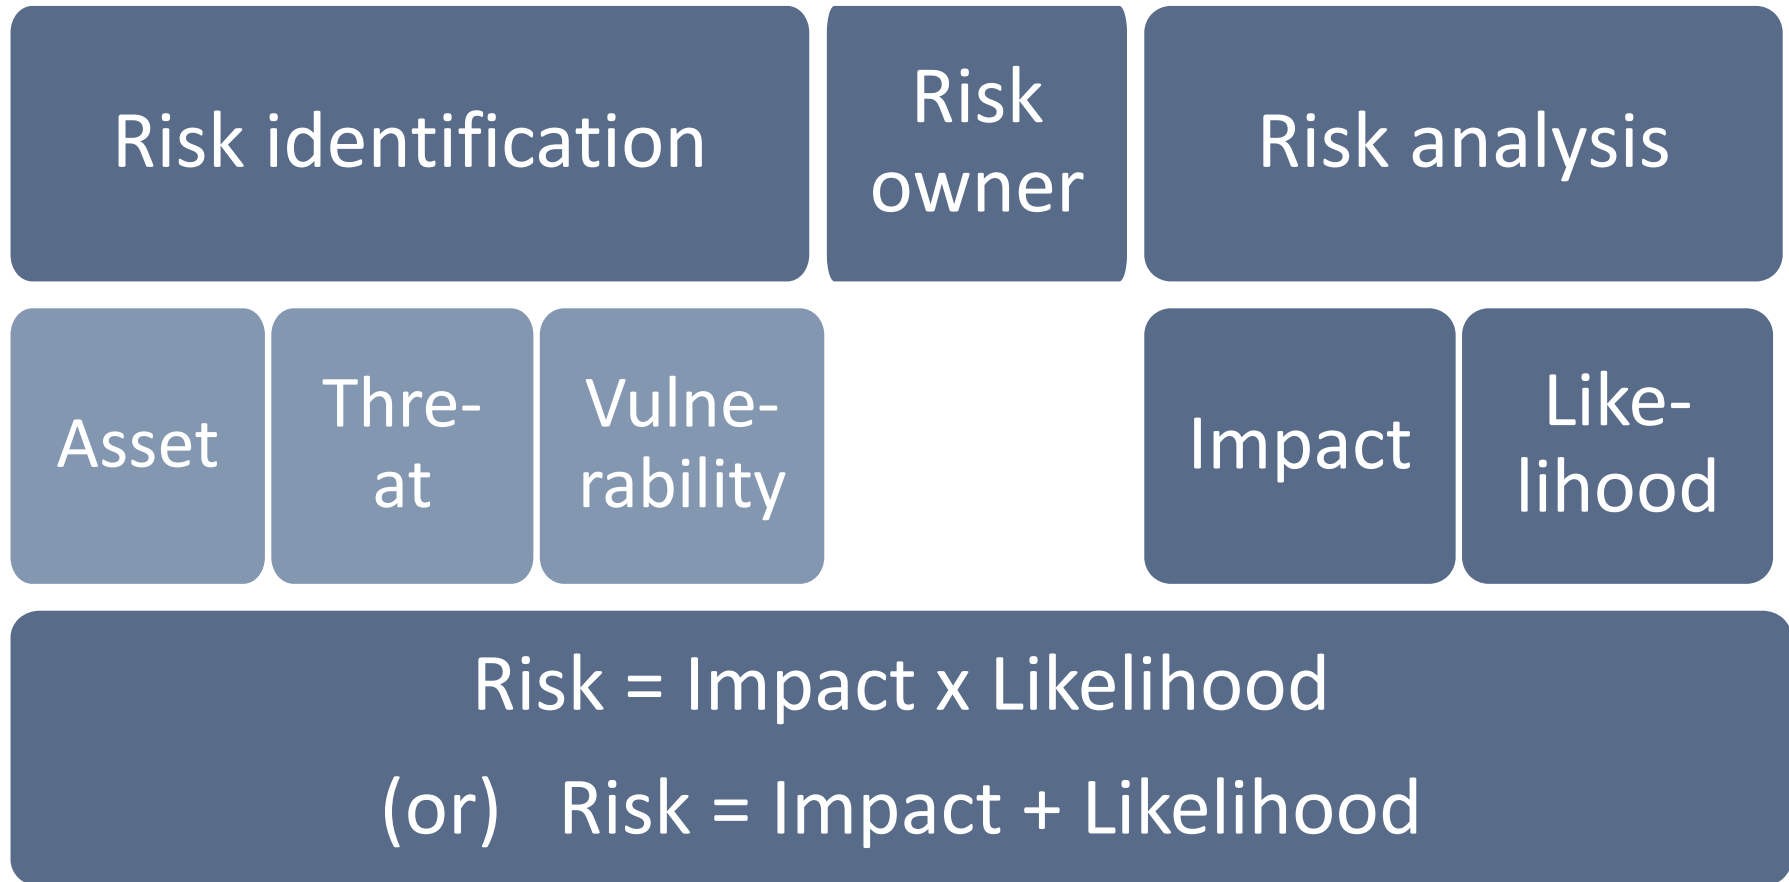 Risk identification
Risk
owner
Risk analysis
Asset
Thre-
at
Vulne-
rability
Impact
Like-
lihood
Risk = Impact x Likelihood
(or) Risk = Impact + Likelihood